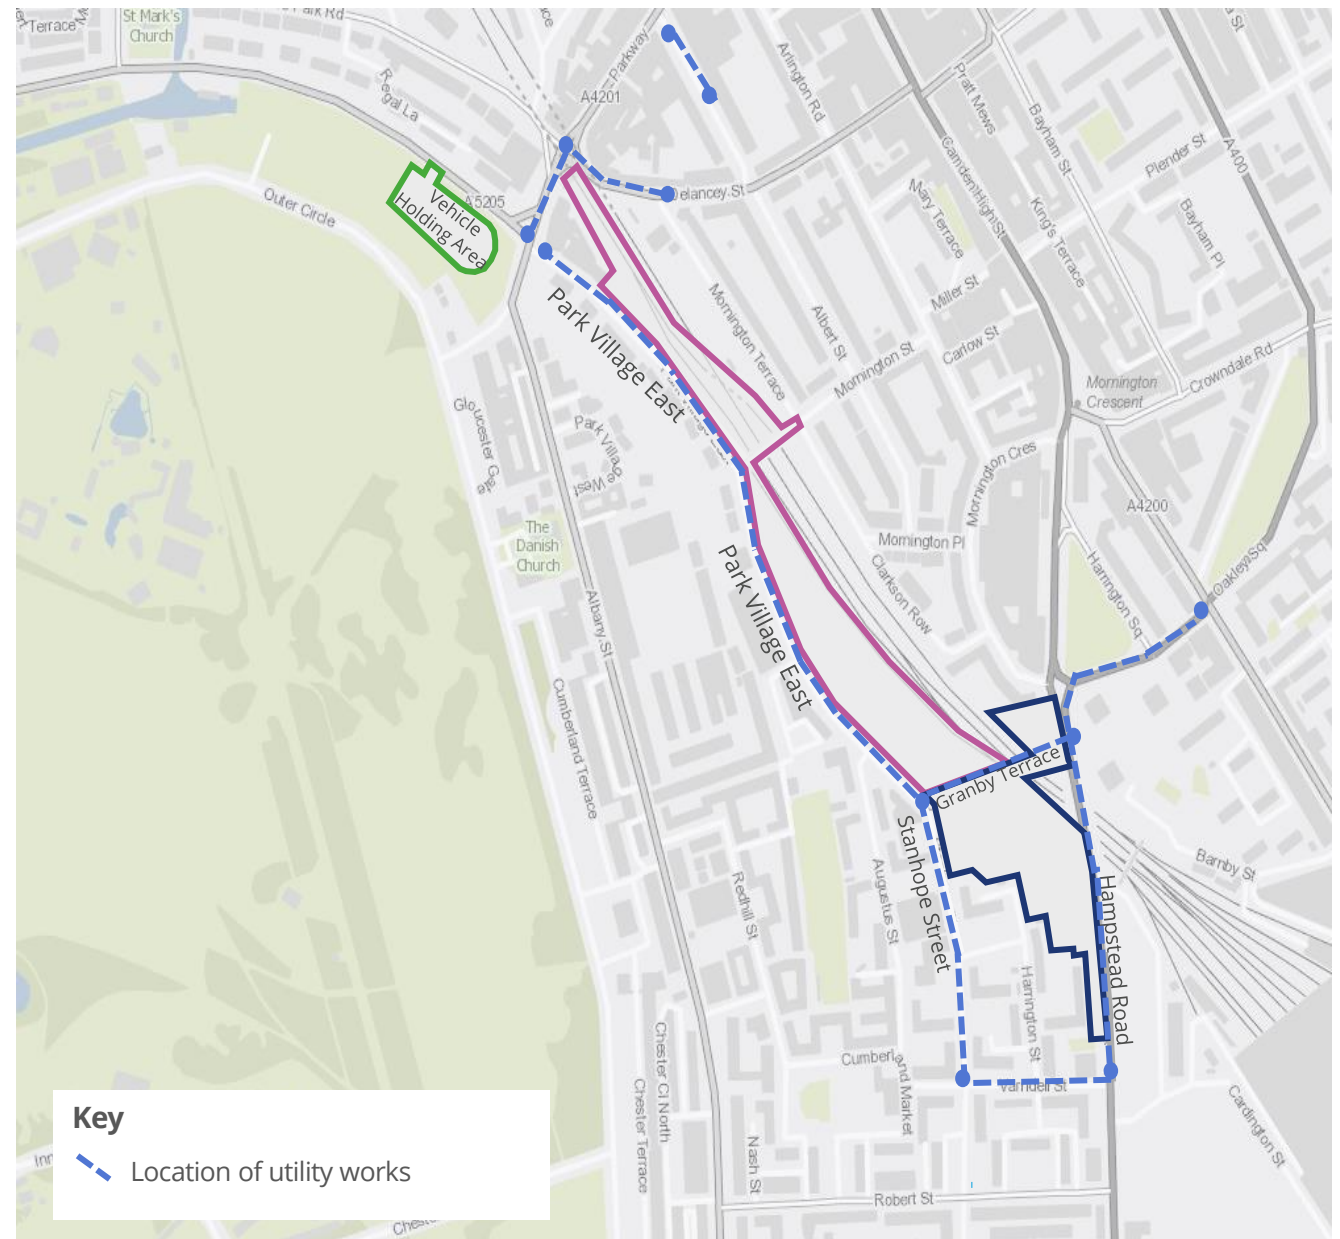 St Mark's
Church
Terrace
Park Rd
Parkway
A4201
Arlington Rd
Regal La
Pratt Mews
Bayham St
Plender St
A400
Outer Circle
A5205
Vehicle
Holding Area
Delancey St
Camden High St
Mary Terrace
King's Terrace
Bayham Pl
Miller St
Park Village East
Mornington Terrace
Albert St
Mornington St
Carlow St
Crowndale Rd
Mornington
Crescent
Gloucester Gate
Park Village
West
Mornington Cres
A4200
The
Danish
Church
Mornington Pl
Park Village East
Clarkson Row
Harrington Sq
Oakley Sq
Albany St
Cumberland Terrace
Granby Terrace
Stanhope Street
Hampstead Road
Barnby St
Redhill St
Augustus St
Harrington St
Cumberland Market
Varndell St
Chester Cl North
Chester Terrace
Cardington St
Nash St
Robert St
Key
Location of utility works
Inn
Ches